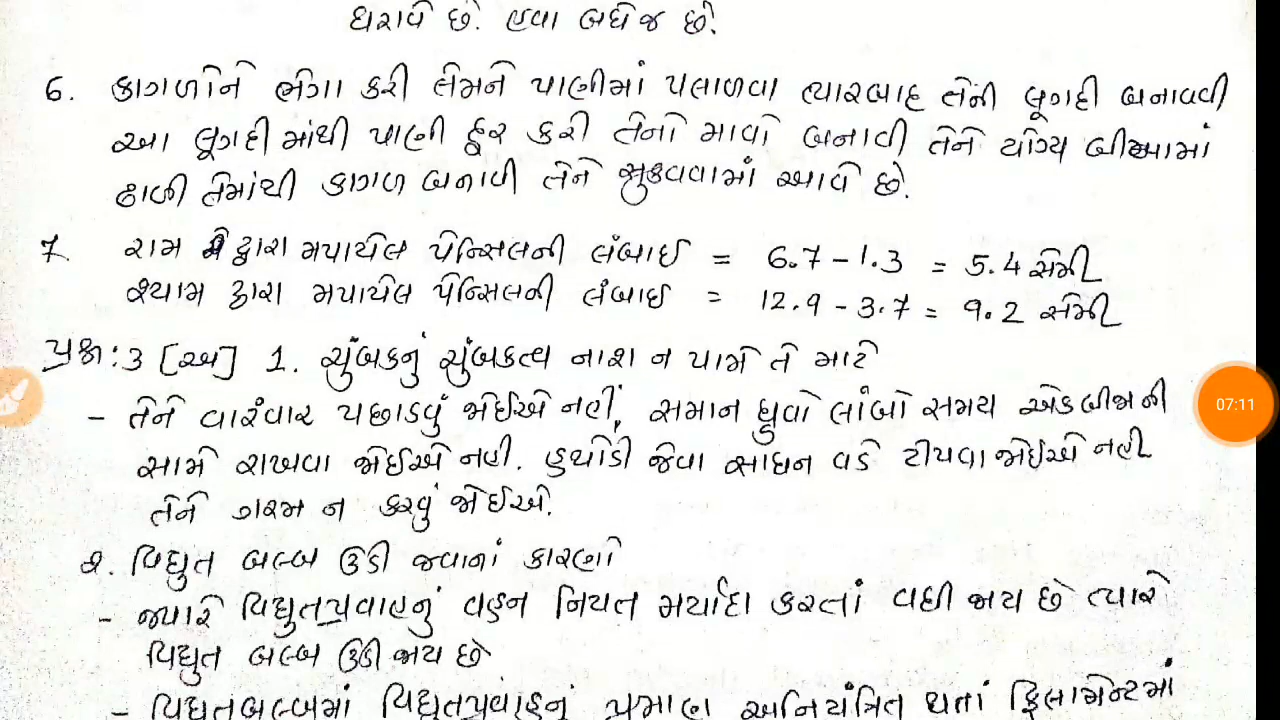 ધરાવે છે. હવા બધે જ છે.
6. કાગળોને ભેગા કરી તેમને પાણીમાં પલાળવા ત્યારબાદ તેની લૂગદી બનાવવી
આ લૂગદી માંથી પાણી દૂર કરી તેનો માવો બનાવી તેને યોગ્ય બીબામાં
ઢાળી તેમાંથી કાગળ બનાવી તેને સુકવવામાં આવે છે.
7. રામ દ્વારા મપાયેલ પેન્સિલની લંબાઈ = 6.7 - 1.3 = 5.4 સેમી
શ્યામ દ્વારા મપાયેલ પેન્સિલની લંબાઈ = 12.9 - 3.7 = 9.2 સેમી
પ્રશ્ન:3 [અ] 1. ચુંબકનું ચુંબકત્વ નાશ ન પામે તે માટે
- તેને વારંવાર પછાડવું જોઈએ નહીં, સમાન ધ્રુવો લાંબો સમય એકબીજાની
સામે રાખવા જોઈએ નહી. હથોડી જેવા સાધન વડે ટીપવા જોઈએ નહી
તેને ગરમ ન કરવું જોઈએ.
2. વિદ્યુત બલ્બ ઉડી જવાનાં કારણો
- જ્યારે વિદ્યુતપ્રવાહનું વહન નિયત મર્યાદા કરતાં વધી જાય છે ત્યારે
વિદ્યુત બલ્બ ઉડી જાય છે
- વિદ્યુતબલ્બમાં વિદ્યુતપ્રવાહનું પ્રમાણ અનિયંત્રિત થતાં ફિલામેન્ટમાં
07:11